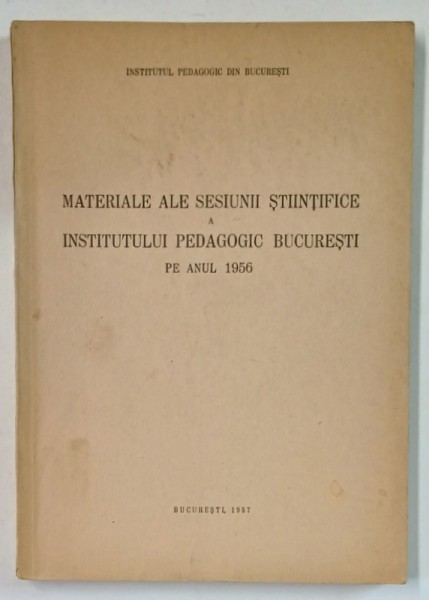 INSTITUTUL PEDAGOGIC DIN BUCUREŞTI
MATERIALE ALE SESIUNII ŞTIINŢIFICE
A
INSTITUTULUI PEDAGOGIC BUCUREŞTI
PE ANUL 1956
BUCUREŞTI, 1957